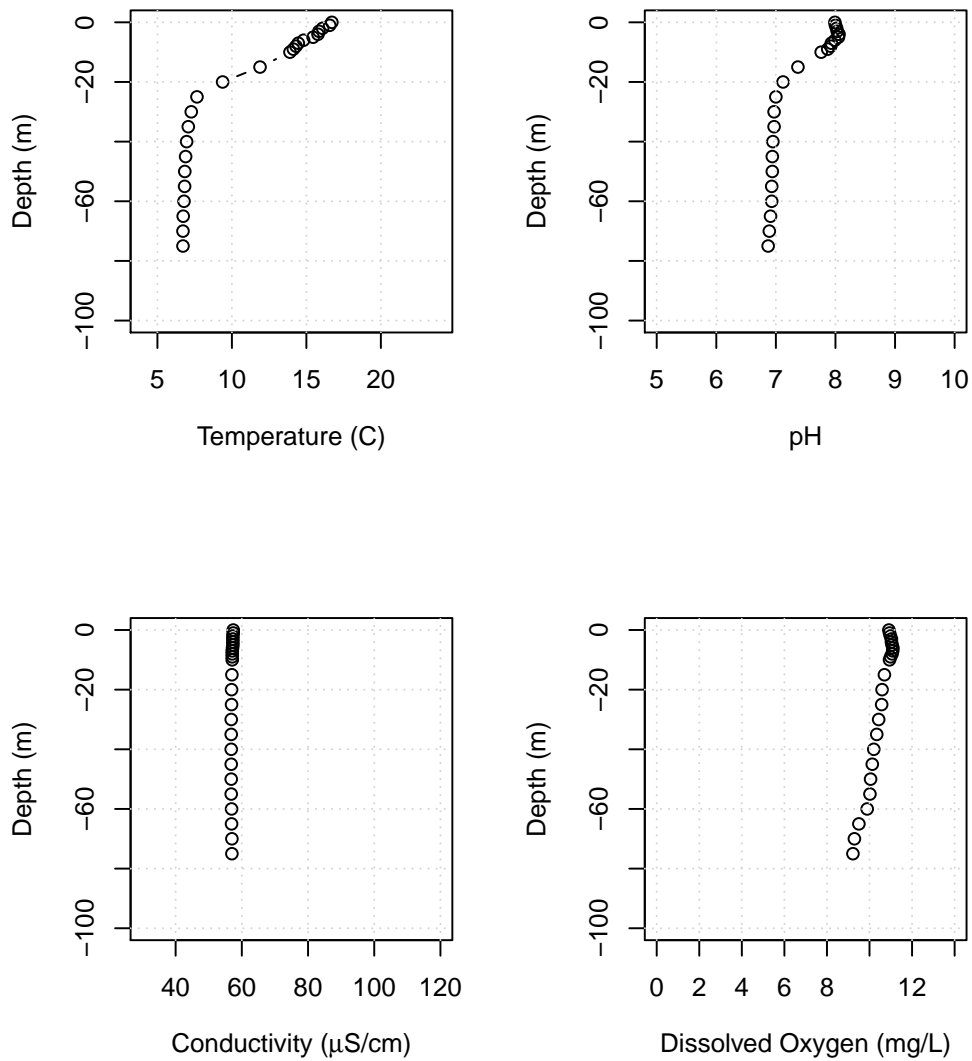 0
−20
−60
−100
Depth (m)
5 10 15 20
Temperature (C)
0
−20
−60
−100
Depth (m)
5 6 7 8 9 10
pH
0
−20
−60
−100
Depth (m)
40 60 80 100 120
Conductivity (μS/cm)
0
−20
−60
−100
Depth (m)
0 2 4 6 8 12
Dissolved Oxygen (mg/L)